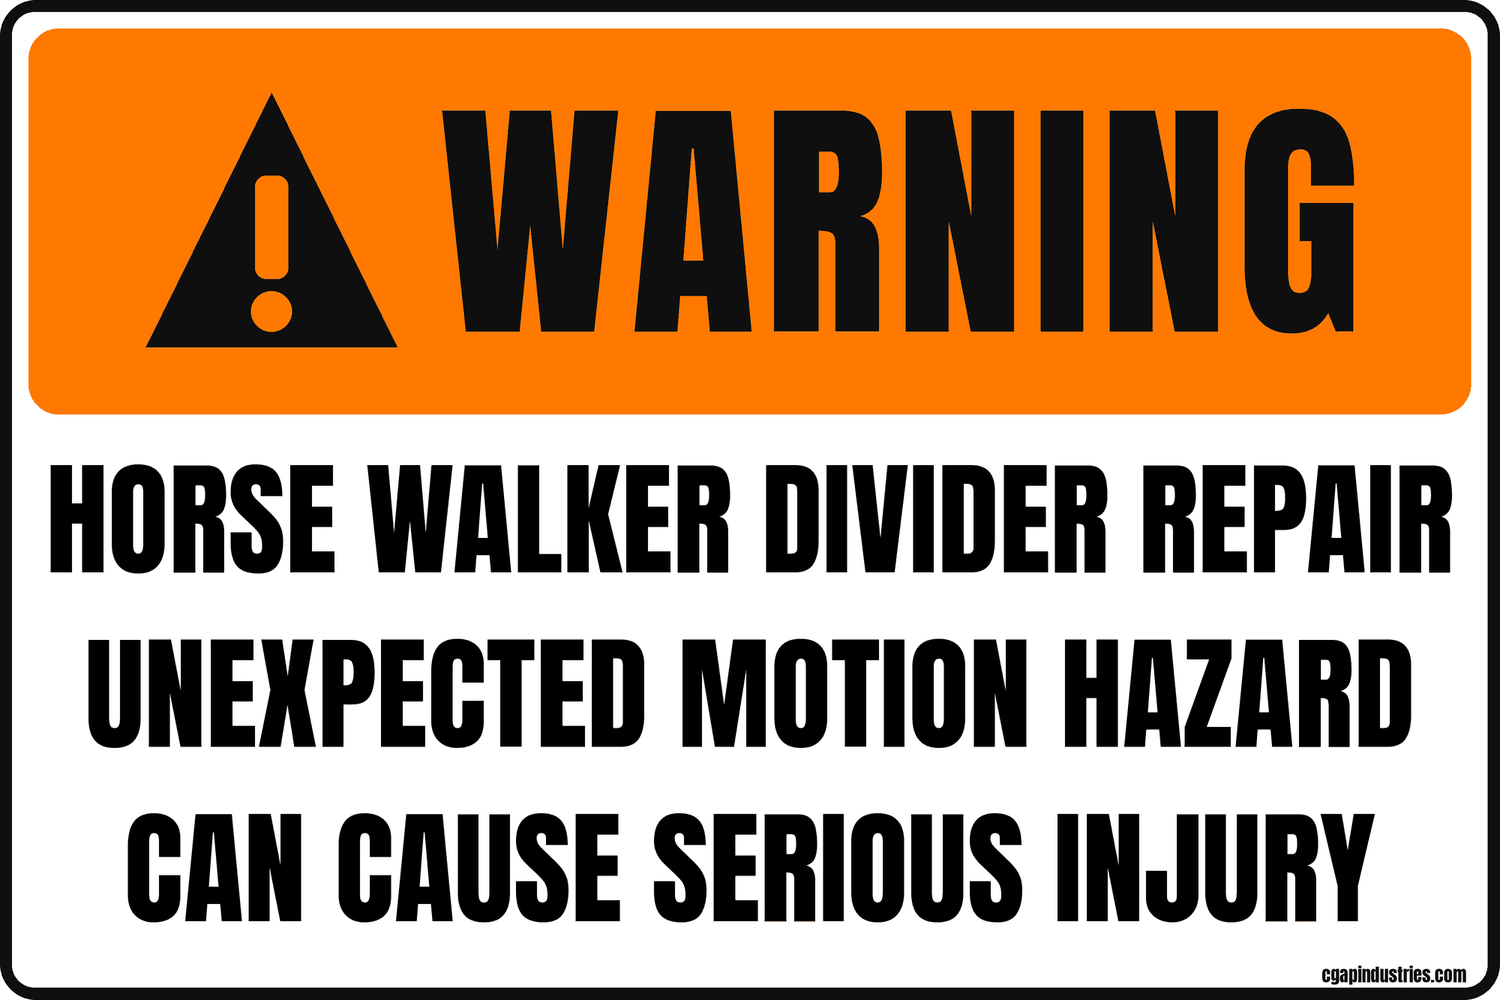 WARNING
HORSE WALKER DIVIDER REPAIR
UNEXPECTED MOTION HAZARD
CAN CAUSE SERIOUS INJURY
cgapindustries.com